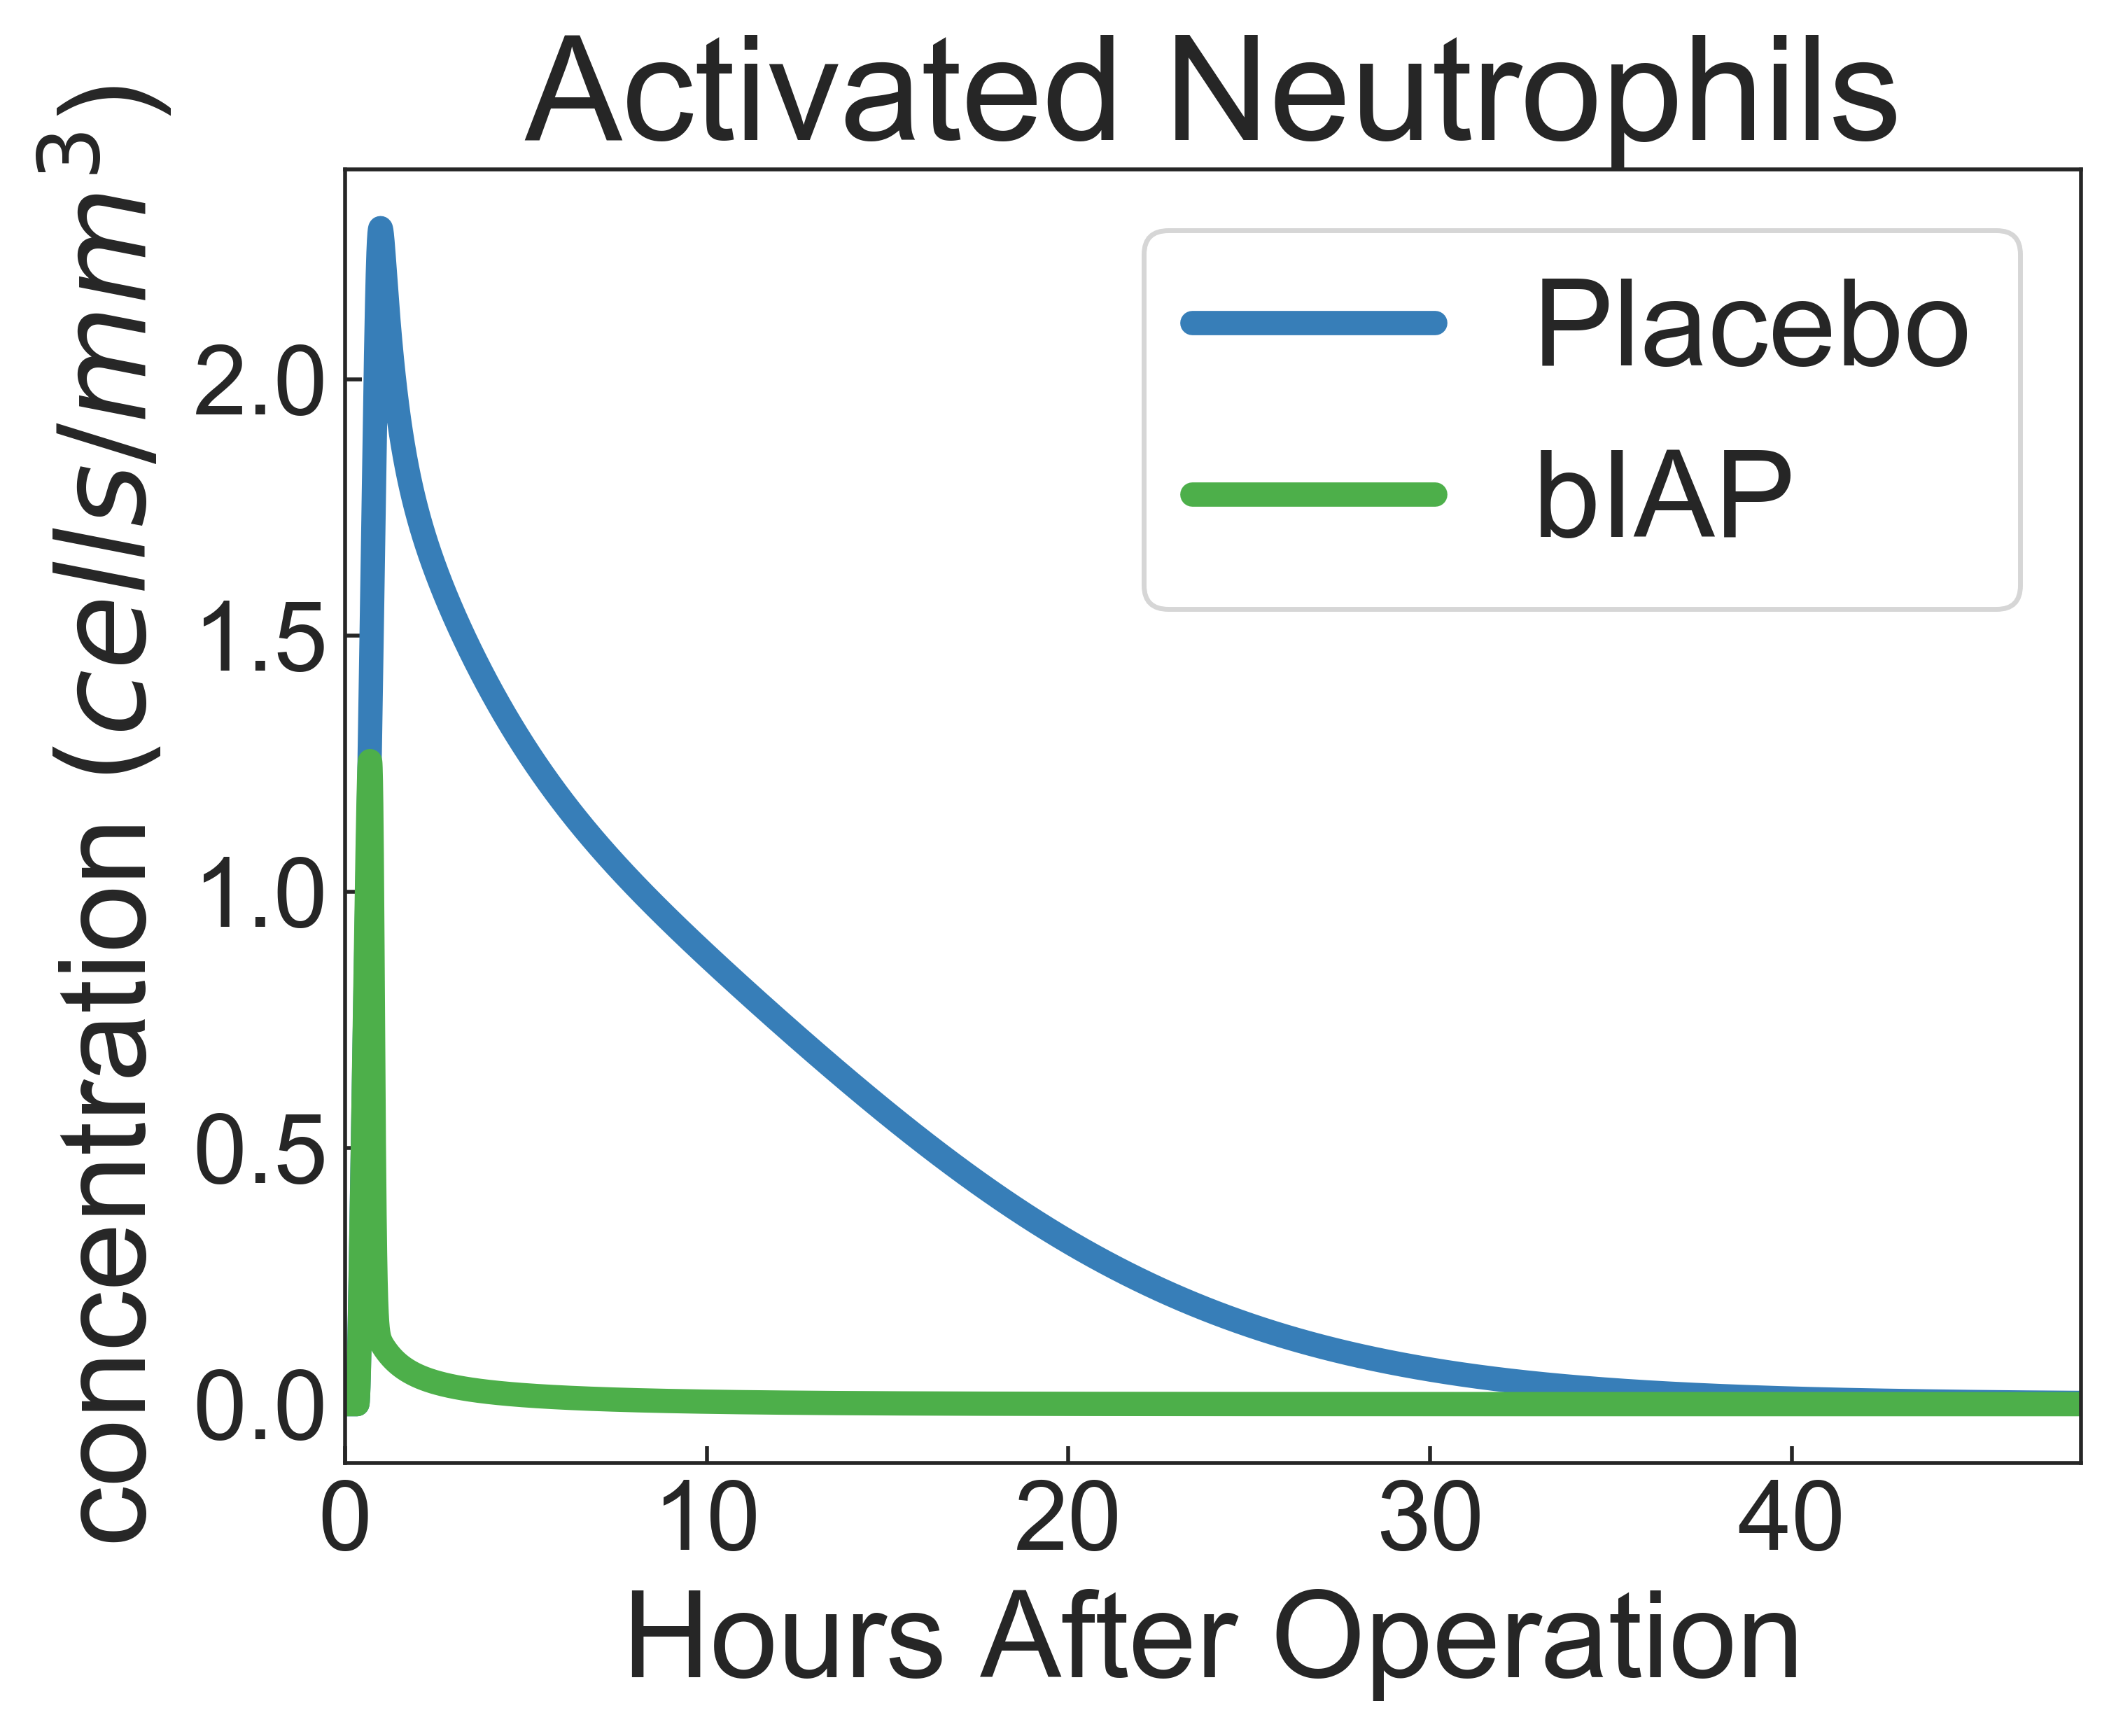 Activated Neutrophils
concentration (cells/mm³)
2.0
1.5
1.0
0.5
0.0
Placebo
bIAP
0 10 20 30 40
Hours After Operation